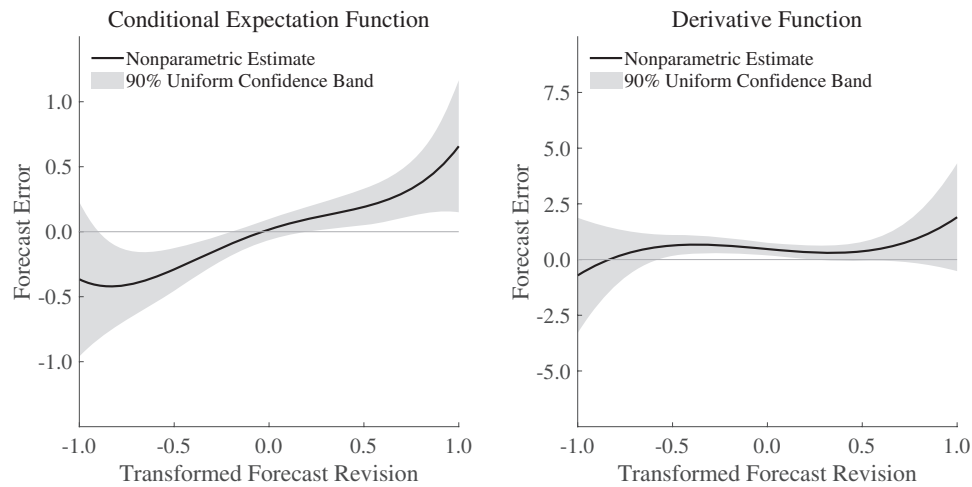 Conditional Expectation Function
Nonparametric Estimate
90% Uniform Confidence Band
1.0
0.5
0.0
-0.5
-1.0
Forecast Error
-1.0 -0.5 0.0 0.5 1.0
Transformed Forecast Revision
Derivative Function
Nonparametric Estimate
90% Uniform Confidence Band
7.5
5.0
2.5
0.0
-2.5
-5.0
Forecast Error
-1.0 -0.5 0.0 0.5 1.0
Transformed Forecast Revision